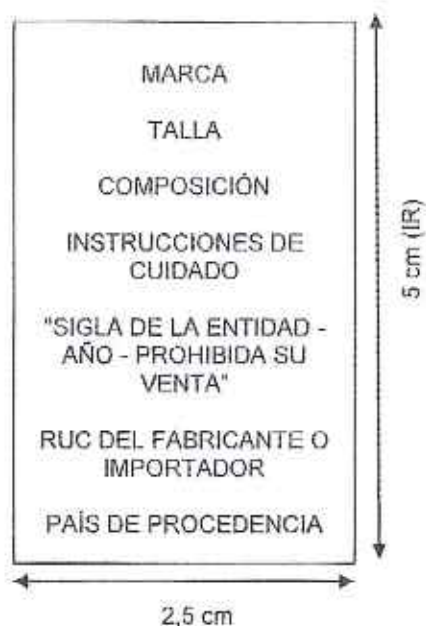 MARCA
TALLA
COMPOSICIÓN
INSTRUCCIONES DE
CUIDADO
"SIGLA DE LA ENTIDAD -
AÑO - PROHIBIDA SU
VENTA"
RUC DEL FABRICANTE O
IMPORTADOR
PAÍS DE PROCEDENCIA
5 cm (IR)
2,5 cm